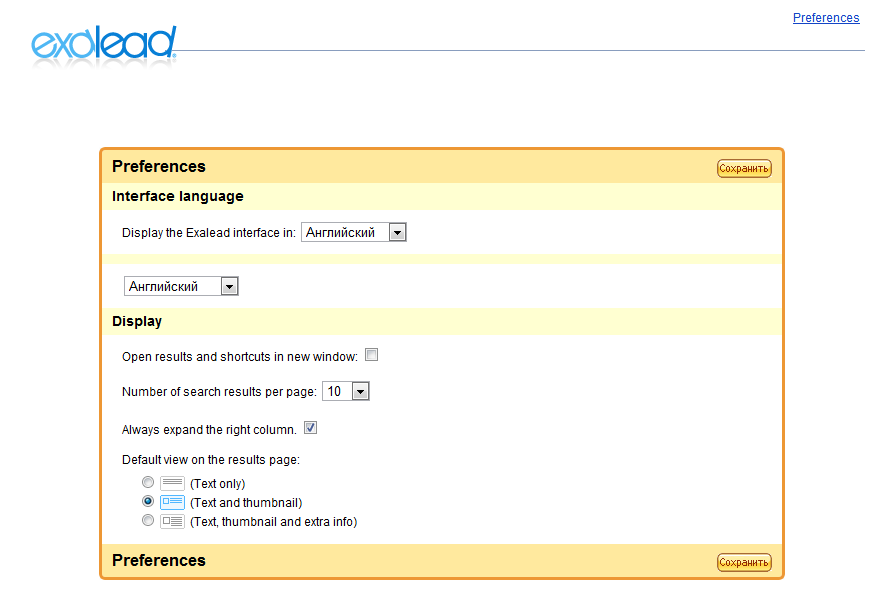 Preferences
exalead
Preferences
Сохранить
Interface language
Display the Exalead interface in: Английский
Английский
Display
Open results and shortcuts in new window:
Number of search results per page: 10
Always expand the right column.
Default view on the results page:
(Text only)
(Text and thumbnail)
(Text, thumbnail and extra info)
Preferences
Сохранить